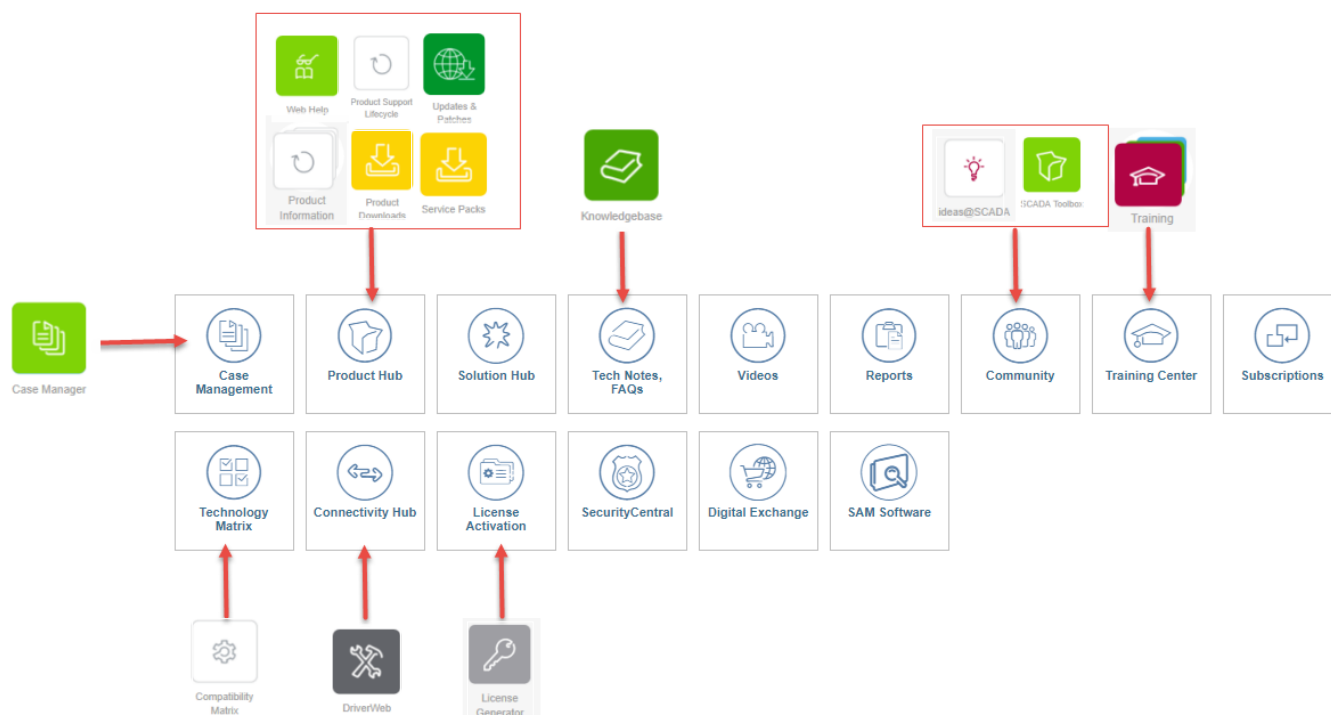 Web Help
Product Support
Lifecycle
Updates &
Patches
Product
Information
Product
Downloads
Service Packs
Knowledgebase
ideas@SCADA
SCADA Toolbox
Training
Case Manager
Case
Management
Product Hub
Solution Hub
Tech Notes,
FAQs
Videos
Reports
Community
Training Center
Subscriptions
Technology
Matrix
Connectivity Hub
License
Activation
SecurityCentral
Digital Exchange
SAM Software
Compatibility
Matrix
DriverWeb
License
Generator